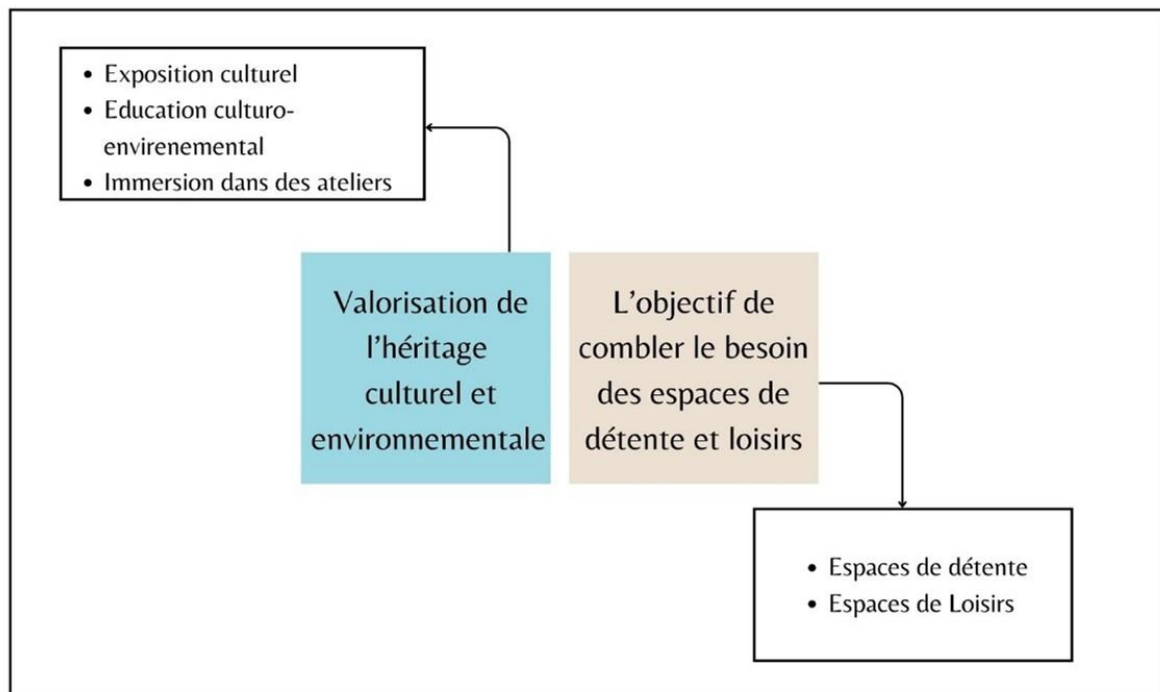 • Exposition culturel
• Education culturo-
envirenemental
• Immersion dans des ateliers
Valorisation de
l'héritage
culturel et
environnementale
L'objectif de
combler le besoin
des espaces de
détente et loisirs
• Espaces de détente
• Espaces de Loisirs